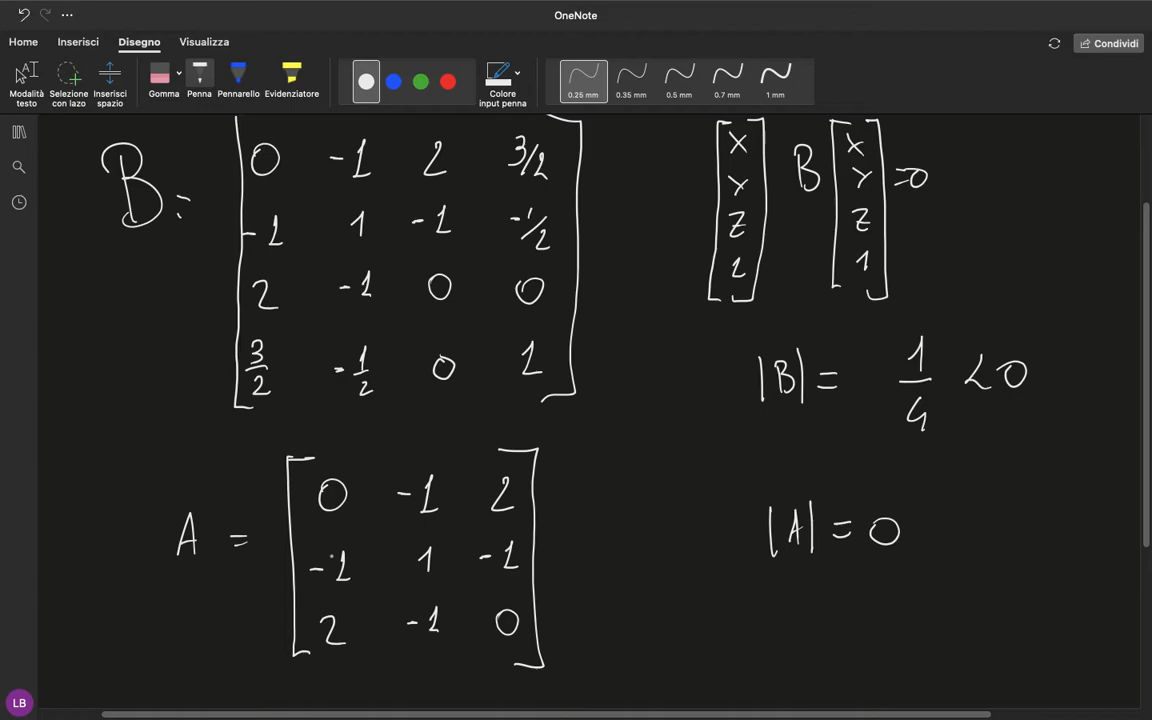 OneNote
Home Inserisci Disegno Visualizza
Condividi
Modalità testo
Selezione con lazo
Inserisci spazio
Gomma
Penna
Pennarello
Evidenziatore
Colore input penna
0.25 mm
0.35 mm
0.5 mm
0.7 mm
1 mm
B =
0 -1 2 3/2
-1 1 -1 -1/2
2 -1 0 0
3/2 -1/2 0 1
[X Y Z 1] B [X Y Z 1] =0
|B| = 1/4 <0
A =
0 -1 2
-1 1 -1
2 -1 0
|A| = 0
LB